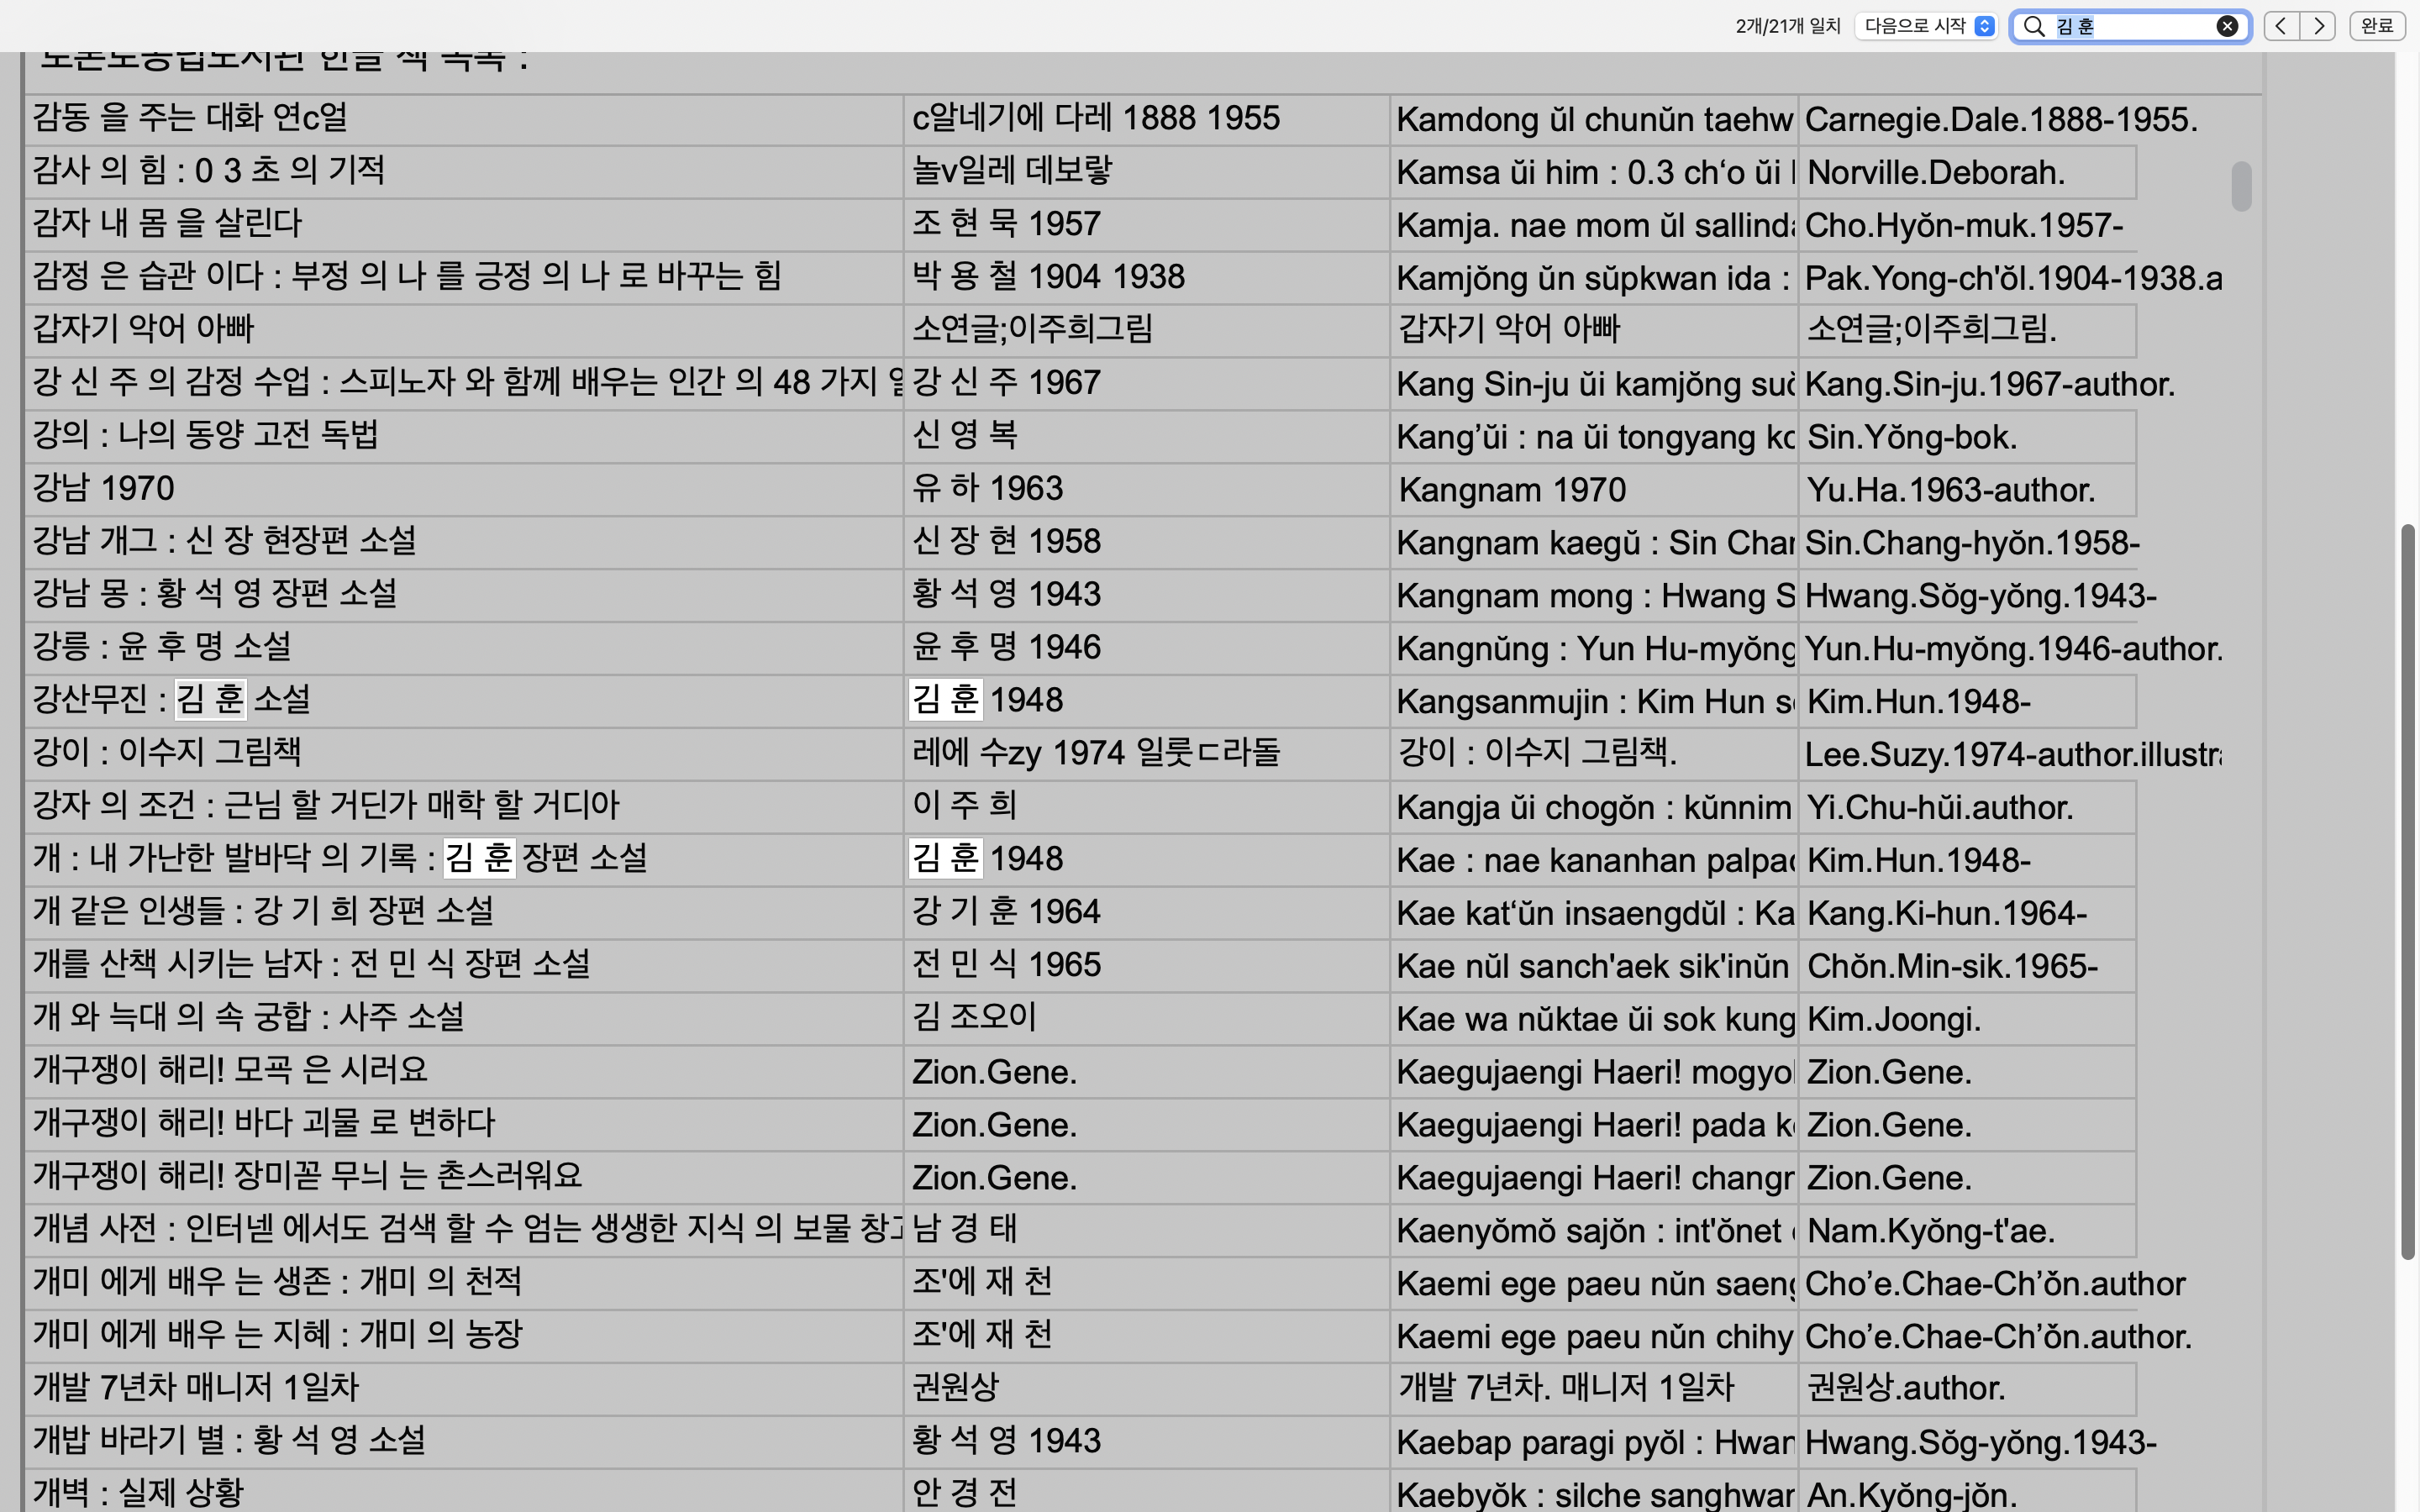 2개/21개 일치 다음으로 시작 김 훈 완료
토론토공립도서관 한글 책 목록 :
감동 을 주는 대화 연c얼 c알네기에 다레 1888 1955 Kamdong ŭl chunŭn taehw Carnegie.Dale.1888-1955.
감사 의 힘 : 0 3 초 의 기적 놀v일레 데보랗 Kamsa ŭi him : 0.3 ch‘o ŭi Norville.Deborah.
감자 내 몸 을 살린다 조 현 묵 1957 Kamja. nae mom ŭl sallinda Cho.Hyŏn-muk.1957-
감정 은 습관 이다 : 부정 의 나 를 긍정 의 나 로 바꾸는 힘 박 용 철 1904 1938 Kamjŏng ŭn sŭpkwan ida : Pak.Yong-ch'ŏl.1904-1938.a
갑자기 악어 아빠 소연글;이주희그림 갑자기 악어 아빠 소연글;이주희그림.
강 신 주 의 감정 수업 : 스피노자 와 함께 배우는 인간 의 48 가지 강 신 주 1967 Kang Sin-ju ŭi kamjŏng suŏ Kang.Sin-ju.1967-author.
강의 : 나의 동양 고전 독법 신 영 복 Kang’ŭi : na ŭi tongyang ko Sin.Yŏng-bok.
강남 1970 유 하 1963 Kangnam 1970 Yu.Ha.1963-author.
강남 개그 : 신 장 현장편 소설 신 장 현 1958 Kangnam kaegŭ : Sin Chan Sin.Chang-hyŏn.1958-
강남 몽 : 황 석 영 장편 소설 황 석 영 1943 Kangnam mong : Hwang S Hwang.Sŏg-yŏng.1943-
강릉 : 윤 후 명 소설 윤 후 명 1946 Kangnŭng : Yun Hu-myŏng Yun.Hu-myŏng.1946-author.
강산무진 : 김 훈 소설 김 훈 1948 Kangsanmujin : Kim Hun so Kim.Hun.1948-
강이 : 이수지 그림책 레에 수zy 1974 일룻ㄷ라돌 강이 : 이수지 그림책. Lee.Suzy.1974-author.illustra
강자 의 조건 : 근님 할 거딘가 매학 할 거디아 이 주 희 Kangja ŭi chogŏn : kŭnnim Yi.Chu-hŭi.author.
개 : 내 가난한 발바닥 의 기록 : 김 훈 장편 소설 김 훈 1948 Kae : nae kananhan palpad Kim.Hun.1948-
개 같은 인생들 : 강 기 희 장편 소설 강 기 훈 1964 Kae kat‘ŭn insaengdŭl : Ka Kang.Ki-hun.1964-
개를 산책 시키는 남자 : 전 민 식 장편 소설 전 민 식 1965 Kae nŭl sanch'aek sik'inŭn Chŏn.Min-sik.1965-
개 와 늑대 의 속 궁합 : 사주 소설 김 조오이 Kae wa nŭktae ŭi sok kung Kim.Joongi.
개구쟁이 해리! 모곡 은 시러요 Zion.Gene. Kaegujaengi Haeri! mogyok Zion.Gene.
개구쟁이 해리! 바다 괴물 로 변하다 Zion.Gene. Kaegujaengi Haeri! pada ko Zion.Gene.
개구쟁이 해리! 장미꼳 무늬 는 촌스러워요 Zion.Gene. Kaegujaengi Haeri! changm Zion.Gene.
개념 사전 : 인터넬 에서도 검색 할 수 엄는 생생한 지식 의 보물 창고 남 경 태 Kaenyŏmŏ sajŏn : int'ŏnet Nam.Kyŏng-t'ae.
개미 에게 배우 는 생존 : 개미 의 천적 조'에 재 천 Kaemi ege paeu nŭn saeng Cho’e.Chae-Ch’ŏn.author
개미 에게 배우 는 지혜 : 개미 의 농장 조'에 재 천 Kaemi ege paeu nŭn chihy Cho’e.Chae-Ch’ŏn.author.
개발 7년차 매니저 1일차 권원상 개발 7년차. 매니저 1일차 권원상.author.
개밥 바라기 별 : 황 석 영 소설 황 석 영 1943 Kaebap paragi pyŏl : Hwan Hwang.Sŏg-yŏng.1943-
개벽 : 실제 상황 안 경 전 Kaebyŏk : silche sanghwan An.Kyŏng-jŏn.